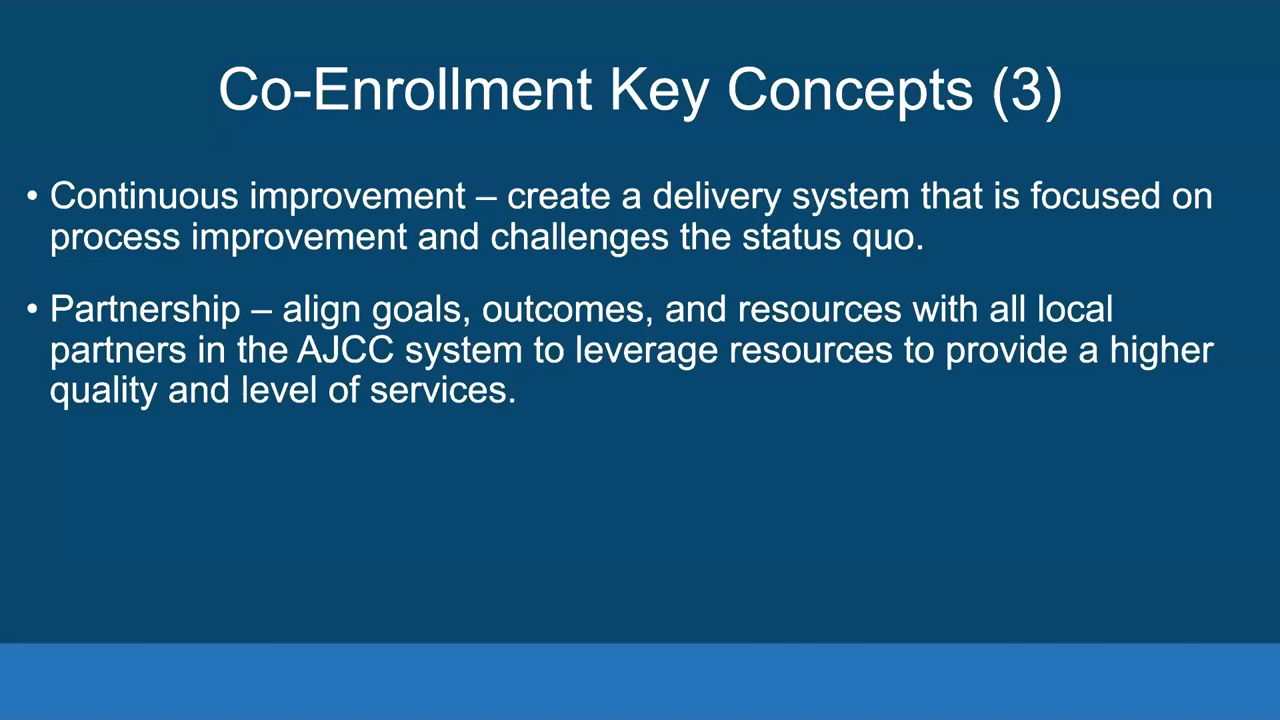 Co-Enrollment Key Concepts (3)
• Continuous improvement – create a delivery system that is focused on
process improvement and challenges the status quo.
• Partnership – align goals, outcomes, and resources with all local
partners in the AJCC system to leverage resources to provide a higher
quality and level of services.